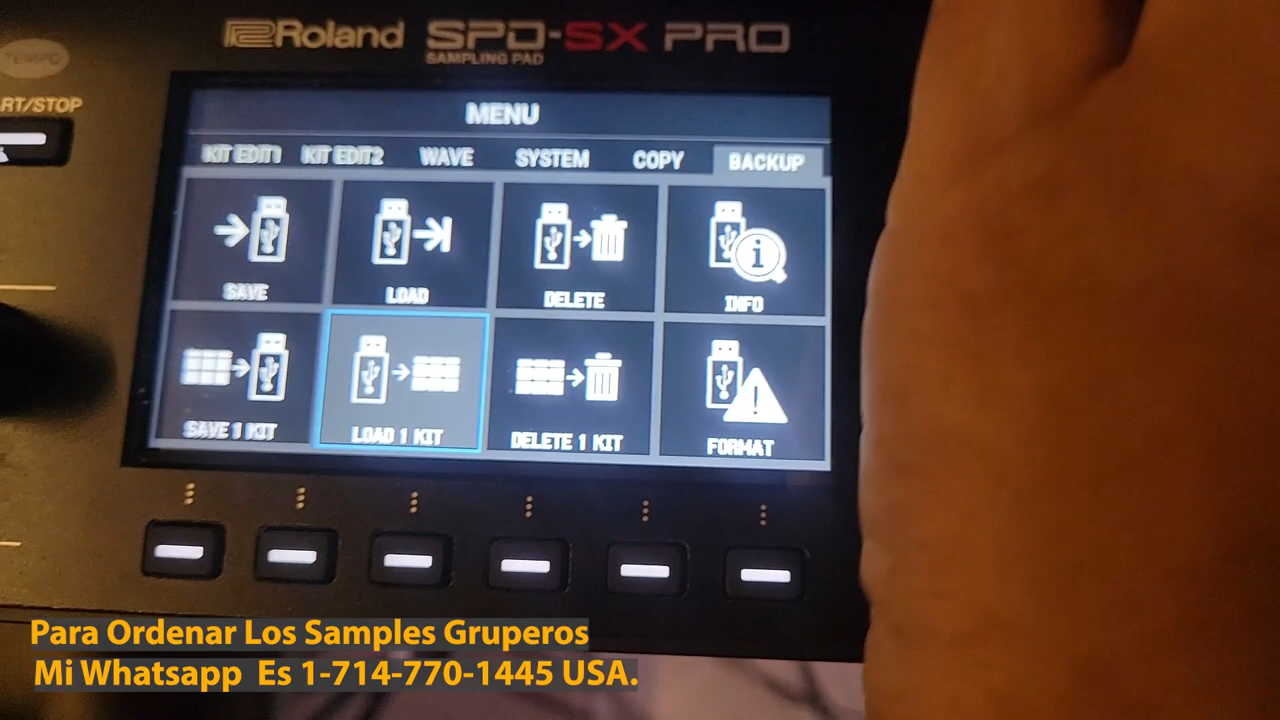 Roland SPD-SX PRO
SAMPLING PAD
TEMPO
RT/STOP
MENU
KIT EDIT1 KIT EDIT2 WAVE SYSTEM COPY BACKUP
SAVE LOAD DELETE INFO
SAVE 1 KIT LOAD 1 KIT DELETE 1 KIT FORMAT
Para Ordenar Los Samples Gruperos
Mi Whatsapp Es 1-714-770-1445 USA.